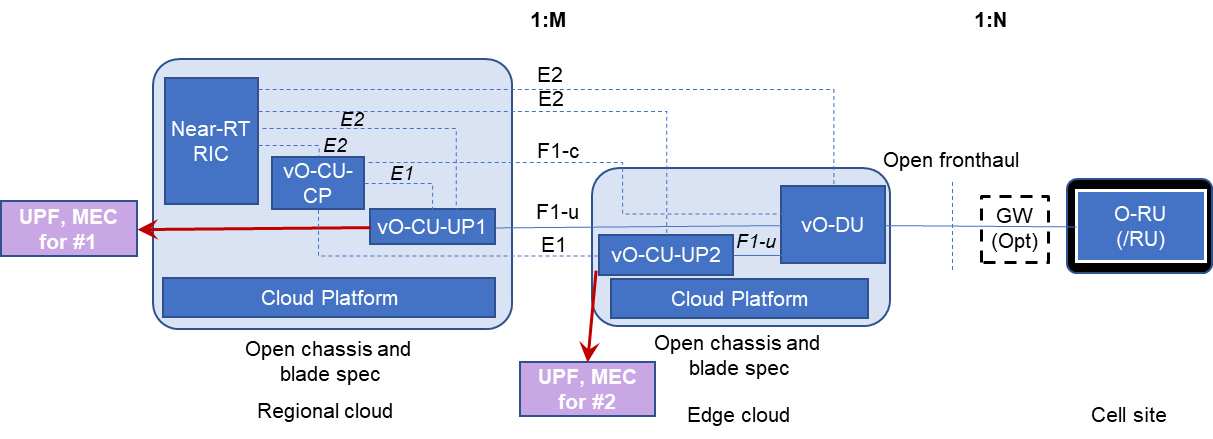 1:M
1:N
E2
E2
Near-RT
RIC
E2
E2
vO-CU-
CP
E1
F1-c
Open fronthaul
UPF, MEC
for #1
vO-CU-UP1
F1-u
E1
vO-CU-UP2
F1-u
vO-DU
GW
(Opt)
O-RU
(/RU)
Cloud Platform
Cloud Platform
Open chassis and
blade spec
Open chassis and
blade spec
UPF, MEC
for #2
Regional cloud
Edge cloud
Cell site